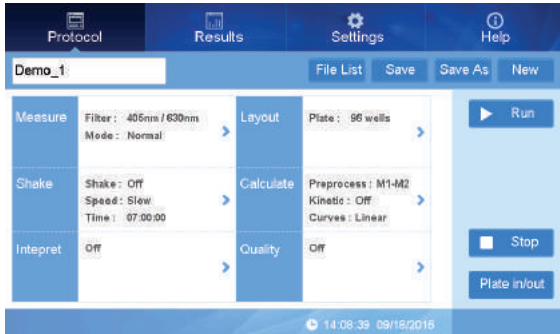 Protocol Results Settings Help
Demo_1 File List Save Save As New
Measure Filter : 405nm / 630nm Layout Plate : 96 wells Run
Mode : Normal
Shake Shake : Off Calculate Preprocess : M1-M2
Speed : Slow Kinetic : Off
Time : 07:00:00 Curves : Linear
Intepret Off Quality Off Stop
Plate in/out
14:08:39 09/18/2016